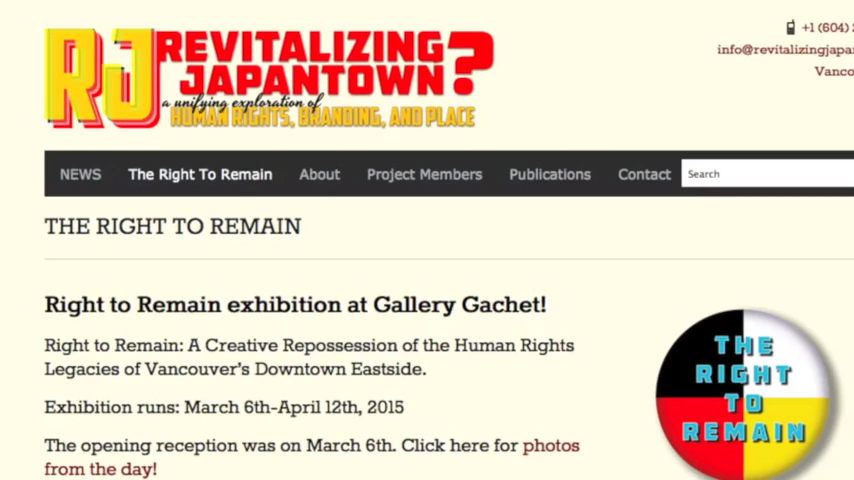 RJ REVITALIZING
JAPANTOWN?
a unifying exploration of
HUMAN RIGHTS, BRANDING, AND PLACE
+1 (604)
info@revitalizingjapan
Vanco
NEWS The Right To Remain About Project Members Publications Contact Search
THE RIGHT TO REMAIN
Right to Remain exhibition at Gallery Gachet!
Right to Remain: A Creative Repossession of the Human Rights
Legacies of Vancouver's Downtown Eastside.
Exhibition runs: March 6th-April 12th, 2015
The opening reception was on March 6th. Click here for photos
from the day!
THE
RIGHT
TO
REMAIN